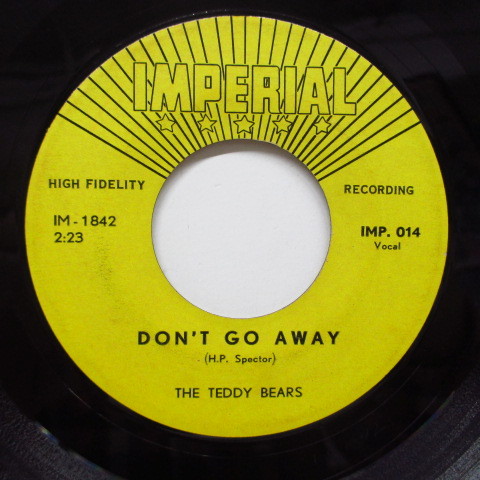 IMPERIAL
HIGH FIDELITY RECORDING
IM-1842 IMP. 014
2:23 Vocal
DON'T GO AWAY
(H.P. Spector)
THE TEDDY BEARS